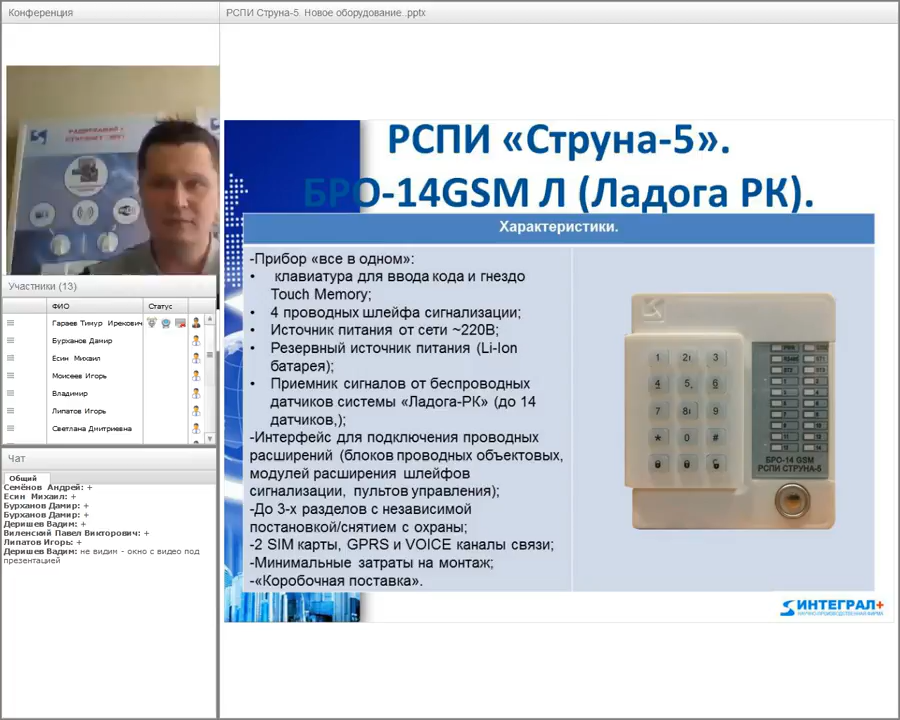 Конференция
РСПИ Струна-5. Новое оборудование..pptx
Участники (13)
ФИО
Статус
Гараев Тимур Ирекович
Бурханов Дамир
Есин Михаил
Моисеев Игорь
Владимир
Липатов Игорь
Светлана Дмитриевна
Чат
Общий
Семёнов Андрей: +
Есин Михаил: +
Бурханов Дамир: +
Бурханов Дамир: +
Деришев Вадим: +
Виленский Павел Викторович: +
Липатов Игорь: +
Деришев Вадим: не видим - окно с видео под
презентацией
РСПИ «Струна-5».
БРО-14GSM Л (Ладога РК).
Характеристики.
-Прибор «все в одном»:
• клавиатура для ввода кода и гнездо
Touch Memory;
• 4 проводных шлейфа сигнализации;
• Источник питания от сети ~220В;
• Резервный источник питания (Li-Ion
батарея);
• Приемник сигналов от беспроводных
датчиков системы «Ладога-РК» (до 14
датчиков,);
-Интерфейс для подключения проводных
расширений (блоков проводных объектовых,
модулей расширения шлейфов
сигнализации, пультов управления);
-До 3-х разделов с независимой
постановкой/снятием с охраны;
-2 SIM карты, GPRS и VOICE каналы связи;
-Минимальные затраты на монтаж;
-«Коробочная поставка».
1 2 3
4 5 6
7 8 9
* 0 #
БРО-14 GSM
РСПИ СТРУНА-5
ИНТЕГРАЛ+
НАУЧНО-ПРОИЗВОДСТВЕННАЯ ФИРМА